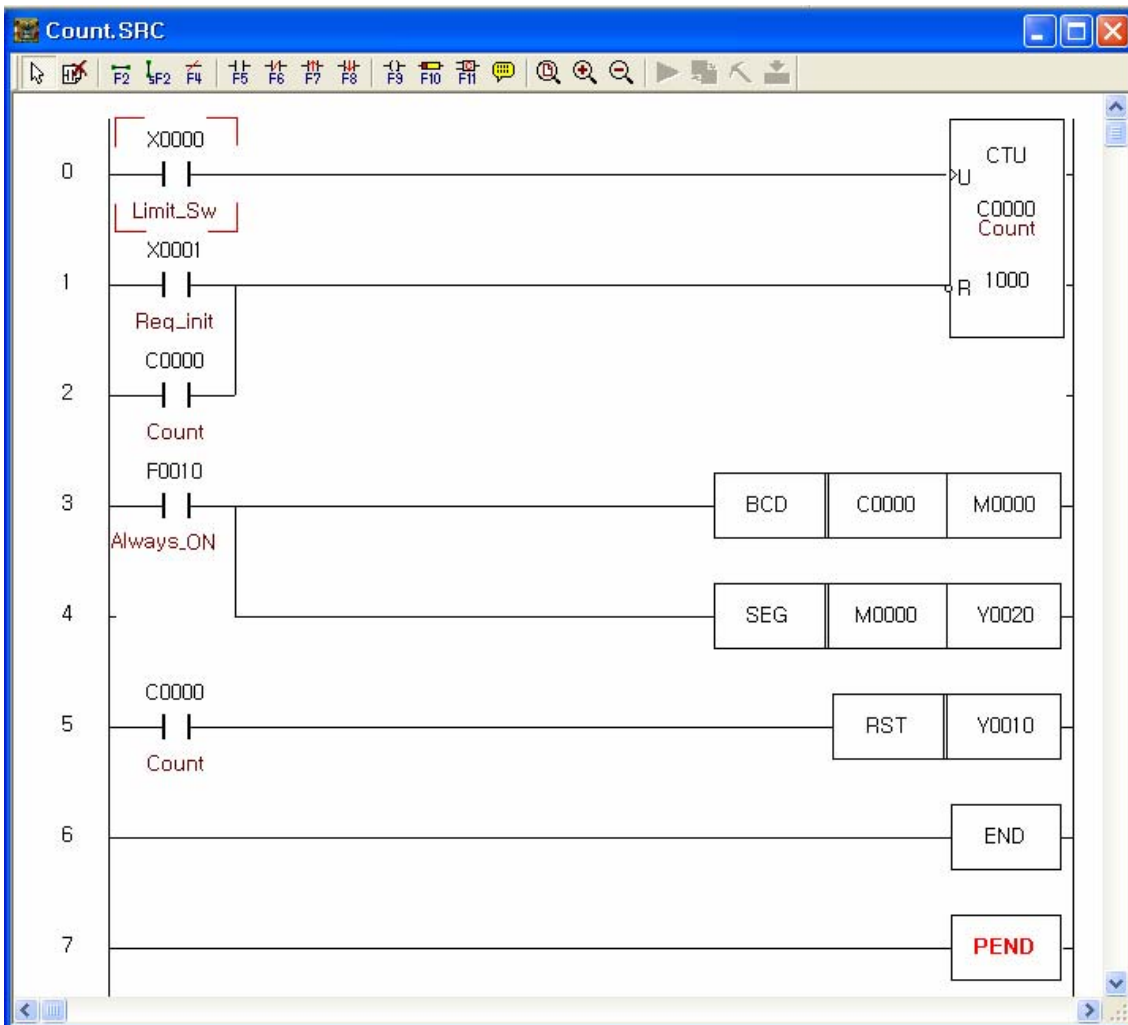 Count.SRC
F2 sF2 F4 F5 F6 F7 F8 F9 F10 F11
X0000
0
CTU
U
Limit_Sw
C0000
Count
X0001
1
R 1000
Req_init
C0000
2
Count
F0010
3
BCD C0000 M0000
Always_ON
4
SEG M0000 Y0020
C0000
5
RST Y0010
Count
6
END
7
PEND